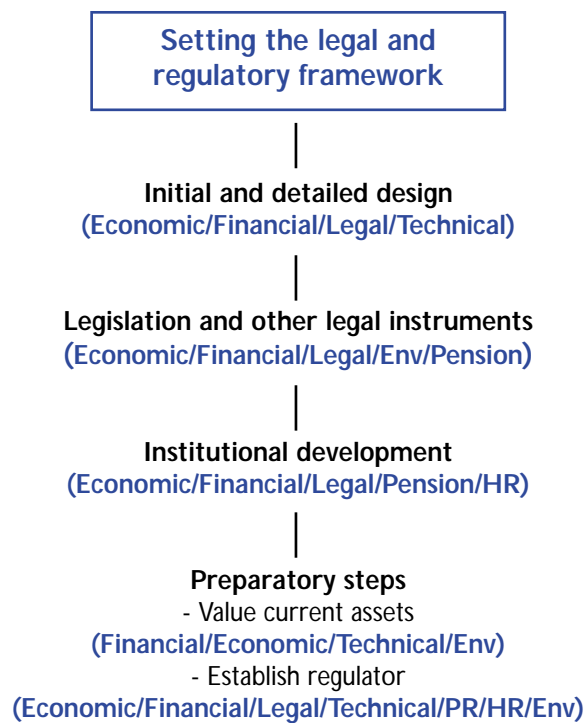 Setting the legal and
regulatory framework
Initial and detailed design
(Economic/Financial/Legal/Technical)
Legislation and other legal instruments
(Economic/Financial/Legal/Env/Pension)
Institutional development
(Economic/Financial/Legal/Pension/HR)
Preparatory steps
- Value current assets
(Financial/Economic/Technical/Env)
- Establish regulator
(Economic/Financial/Legal/Technical/PR/HR/Env)